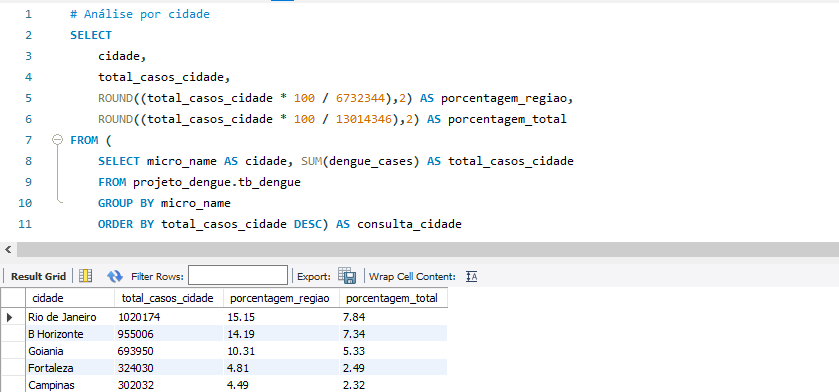 1 # Análise por cidade
2 SELECT
3 cidade,
4 total_casos_cidade,
5 ROUND((total_casos_cidade * 100 / 6732344),2) AS porcentagem_regiao,
6 ROUND((total_casos_cidade * 100 / 13014346),2) AS porcentagem_total
7 FROM (
8 SELECT micro_name AS cidade, SUM(dengue_cases) AS total_casos_cidade
9 FROM projeto_dengue.tb_dengue
10 GROUP BY micro_name
11 ORDER BY total_casos_cidade DESC) AS consulta_cidade
Result Grid Filter Rows: Export: Wrap Cell Content:
cidade total_casos_cidade porcentagem_regiao porcentagem_total
Rio de Janeiro 1020174 15.15 7.84
B Horizonte 955006 14.19 7.34
Goiania 693950 10.31 5.33
Fortaleza 324030 4.81 2.49
Campinas 302032 4.49 2.32